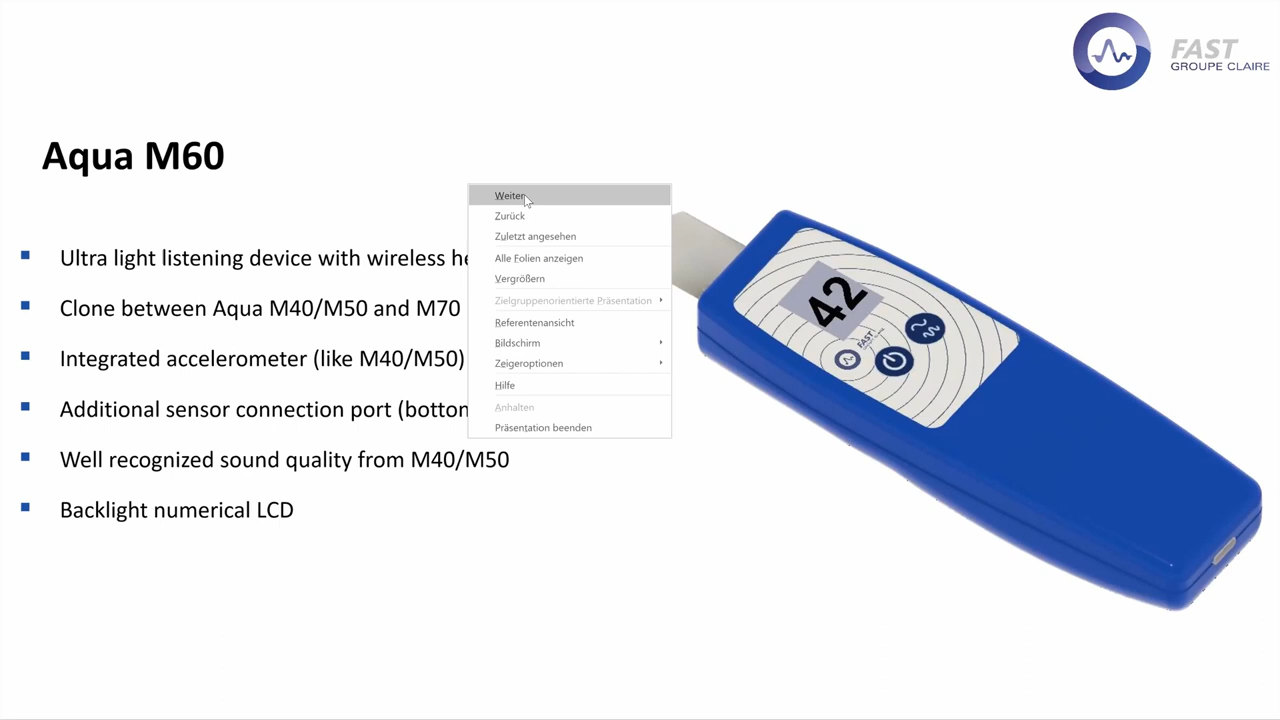 FAST
GROUPE CLAIRE
Aqua M60
Ultra light listening device with wireless
Clone between Aqua M40/M50 and M70
Integrated accelerometer (like M40/M50)
Additional sensor connection port
Well recognized sound quality from M40/M50
Backlight numerical LCD
Weiter
Zurück
Zuletzt angesehen
Alle Folien anzeigen
Vergrößern
Zielgruppenorientierte Präsentation
Referentenansicht
Bildschirm
Zeigeroptionen
Hilfe
Anhalten
Präsentation beenden
42
FAST